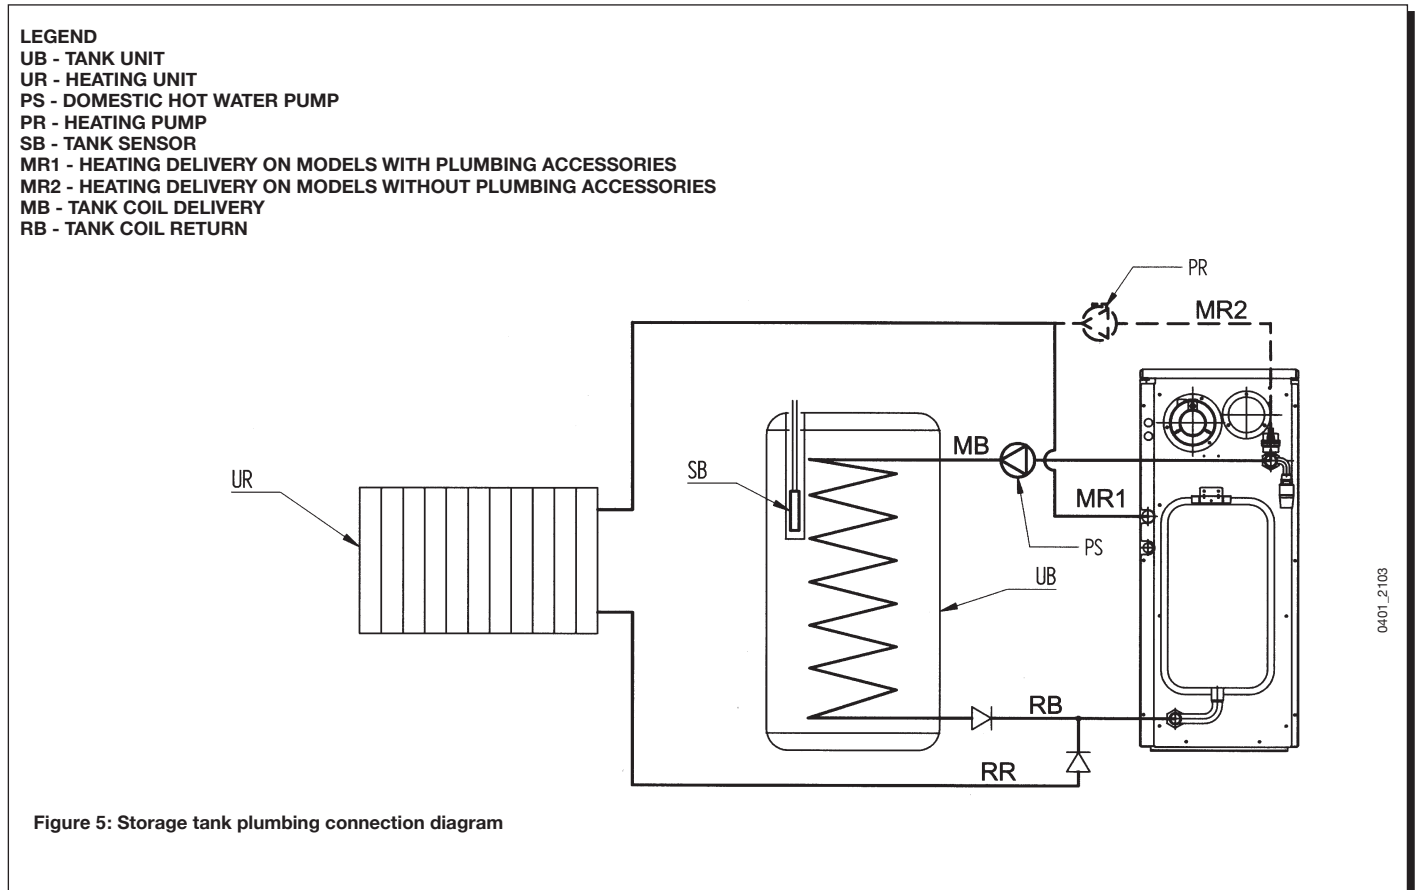 LEGEND
UB - TANK UNIT
UR - HEATING UNIT
PS - DOMESTIC HOT WATER PUMP
PR - HEATING PUMP
SB - TANK SENSOR
MR1 - HEATING DELIVERY ON MODELS WITH PLUMBING ACCESSORIES
MR2 - HEATING DELIVERY ON MODELS WITHOUT PLUMBING ACCESSORIES
MB - TANK COIL DELIVERY
RB - TANK COIL RETURN
PR
MR2
MB
SB
UR
MR1
PS
UB
RB
RR
0401_2103
Figure 5: Storage tank plumbing connection diagram